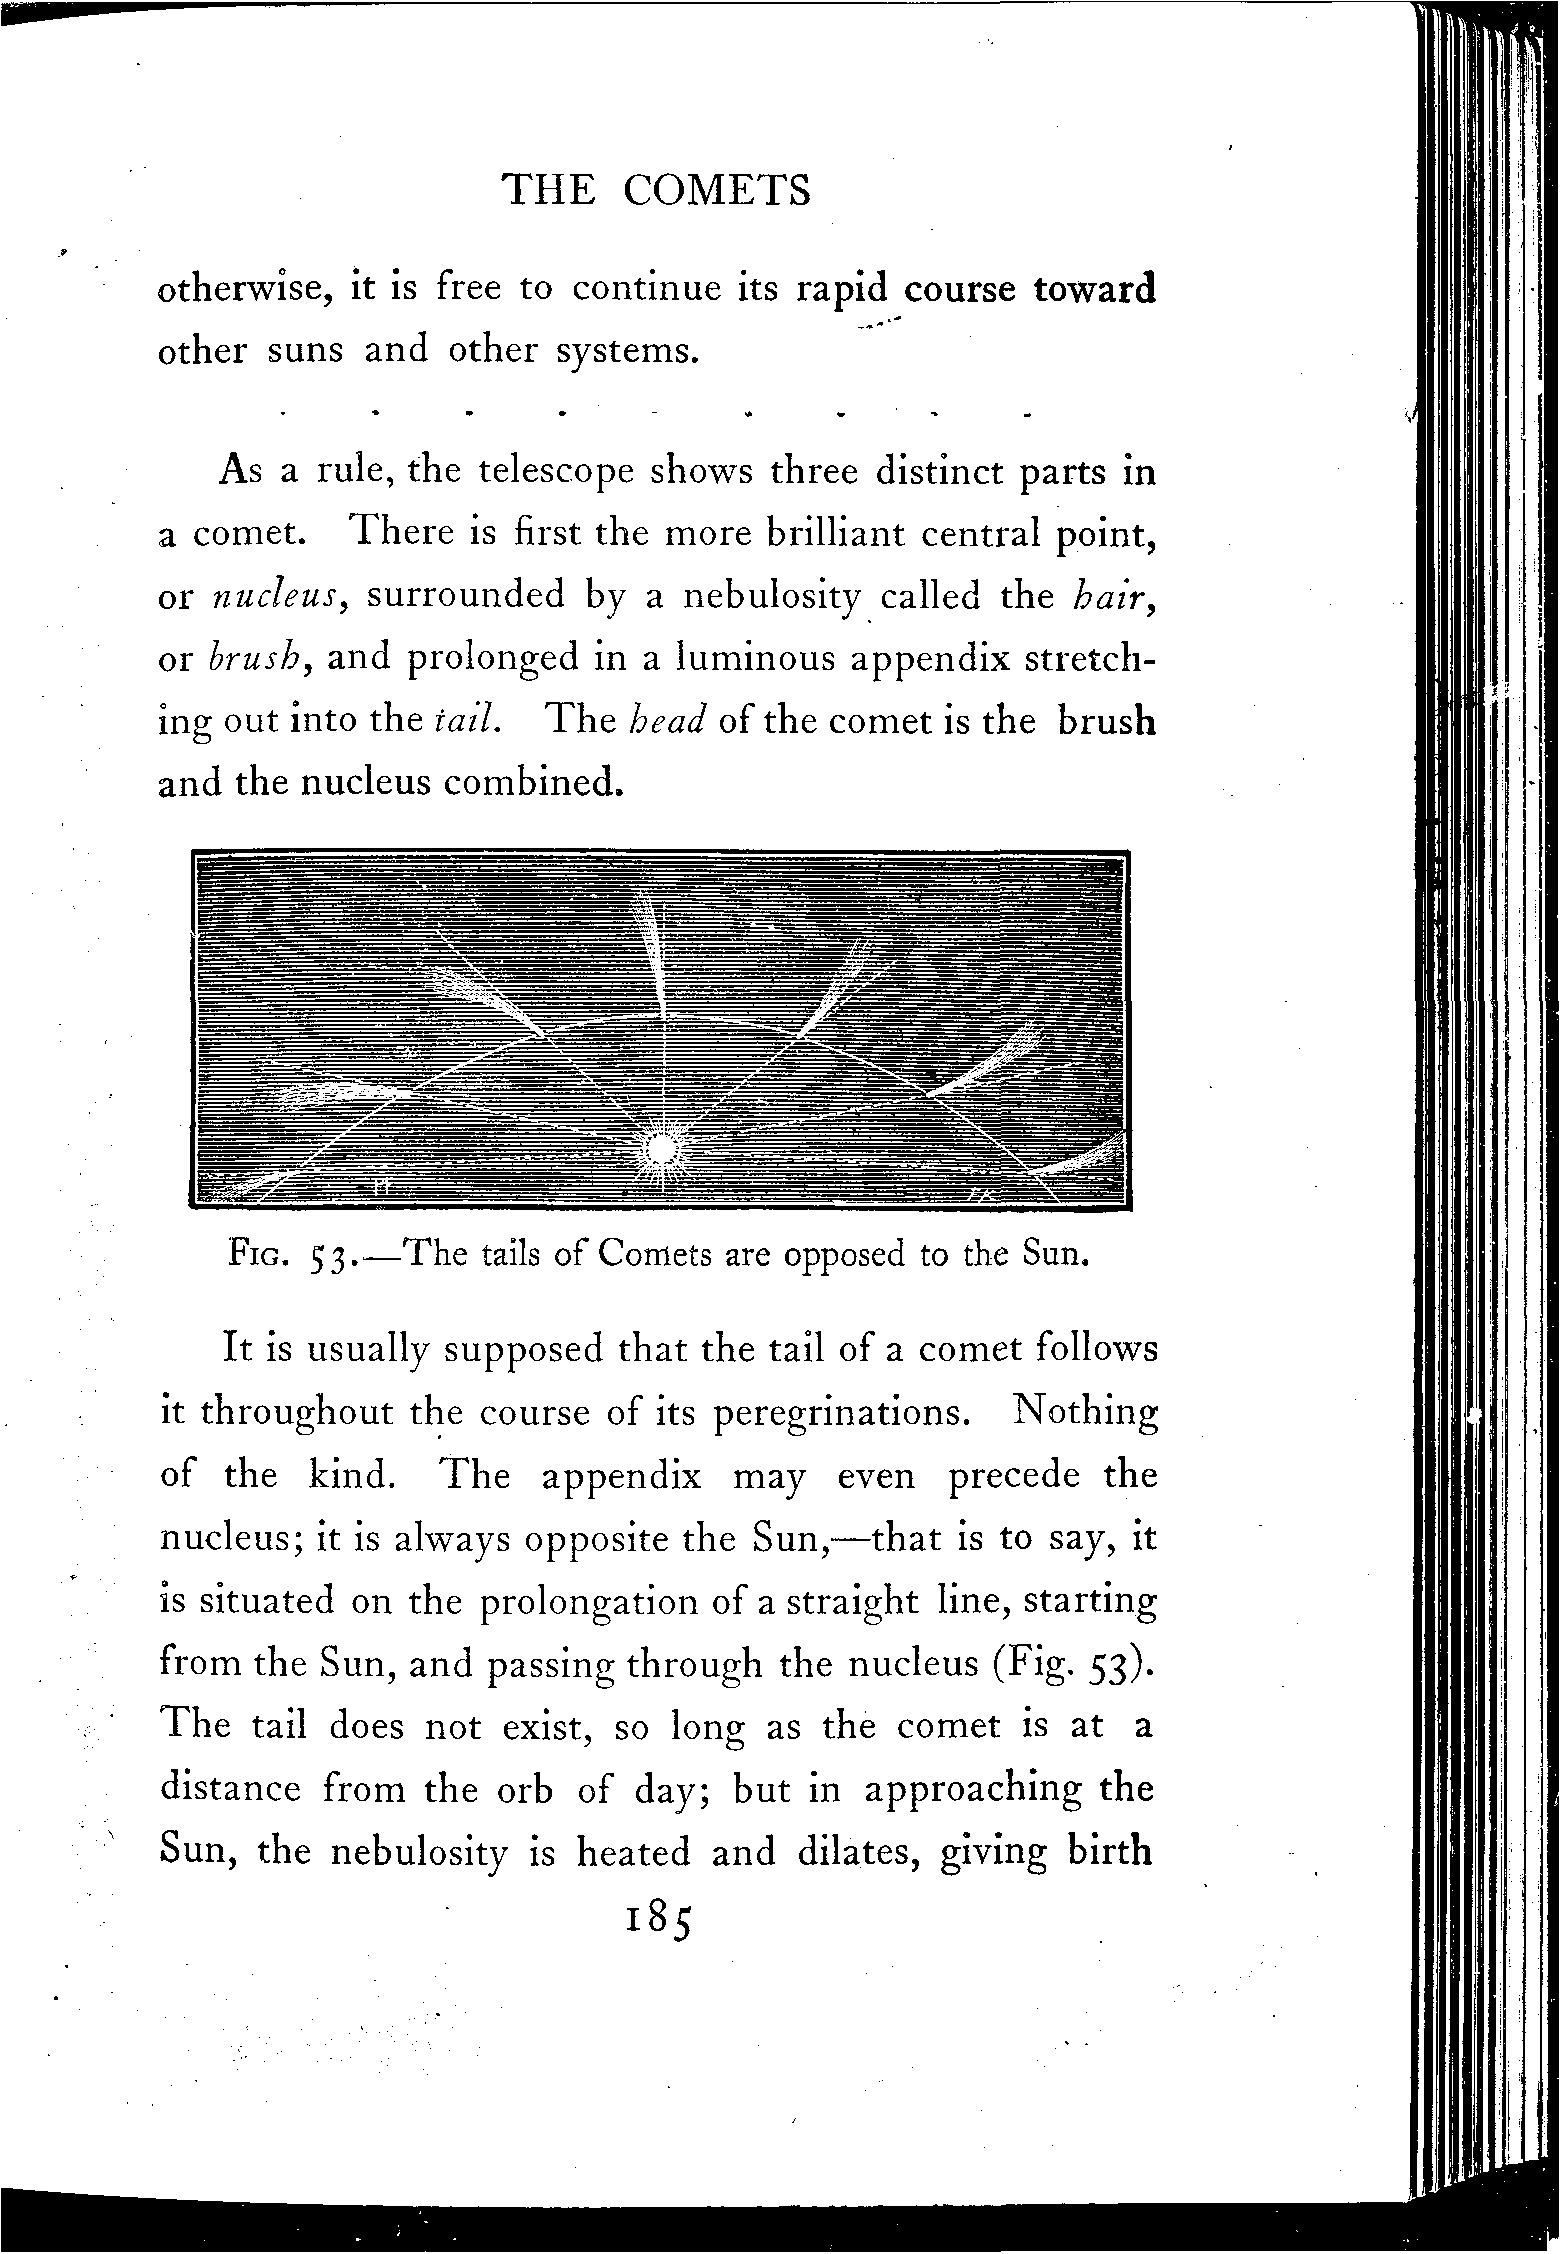 THE COMETS
otherwise, it is free to continue its rapid course toward
other suns and other systems.
. . . . . . . . .
As a rule, the telescope shows three distinct parts in
a comet. There is first the more brilliant central point,
or nucleus, surrounded by a nebulosity called the hair,
or brush, and prolonged in a luminous appendix stretch-
ing out into the tail. The head of the comet is the brush
and the nucleus combined.
FIG. 53.—The tails of Comets are opposed to the Sun.
It is usually supposed that the tail of a comet follows
it throughout the course of its peregrinations. Nothing
of the kind. The appendix may even precede the
nucleus; it is always opposite the Sun,—that is to say, it
is situated on the prolongation of a straight line, starting
from the Sun, and passing through the nucleus (Fig. 53).
The tail does not exist, so long as the comet is at a
distance from the orb of day; but in approaching the
Sun, the nebulosity is heated and dilates, giving birth
185